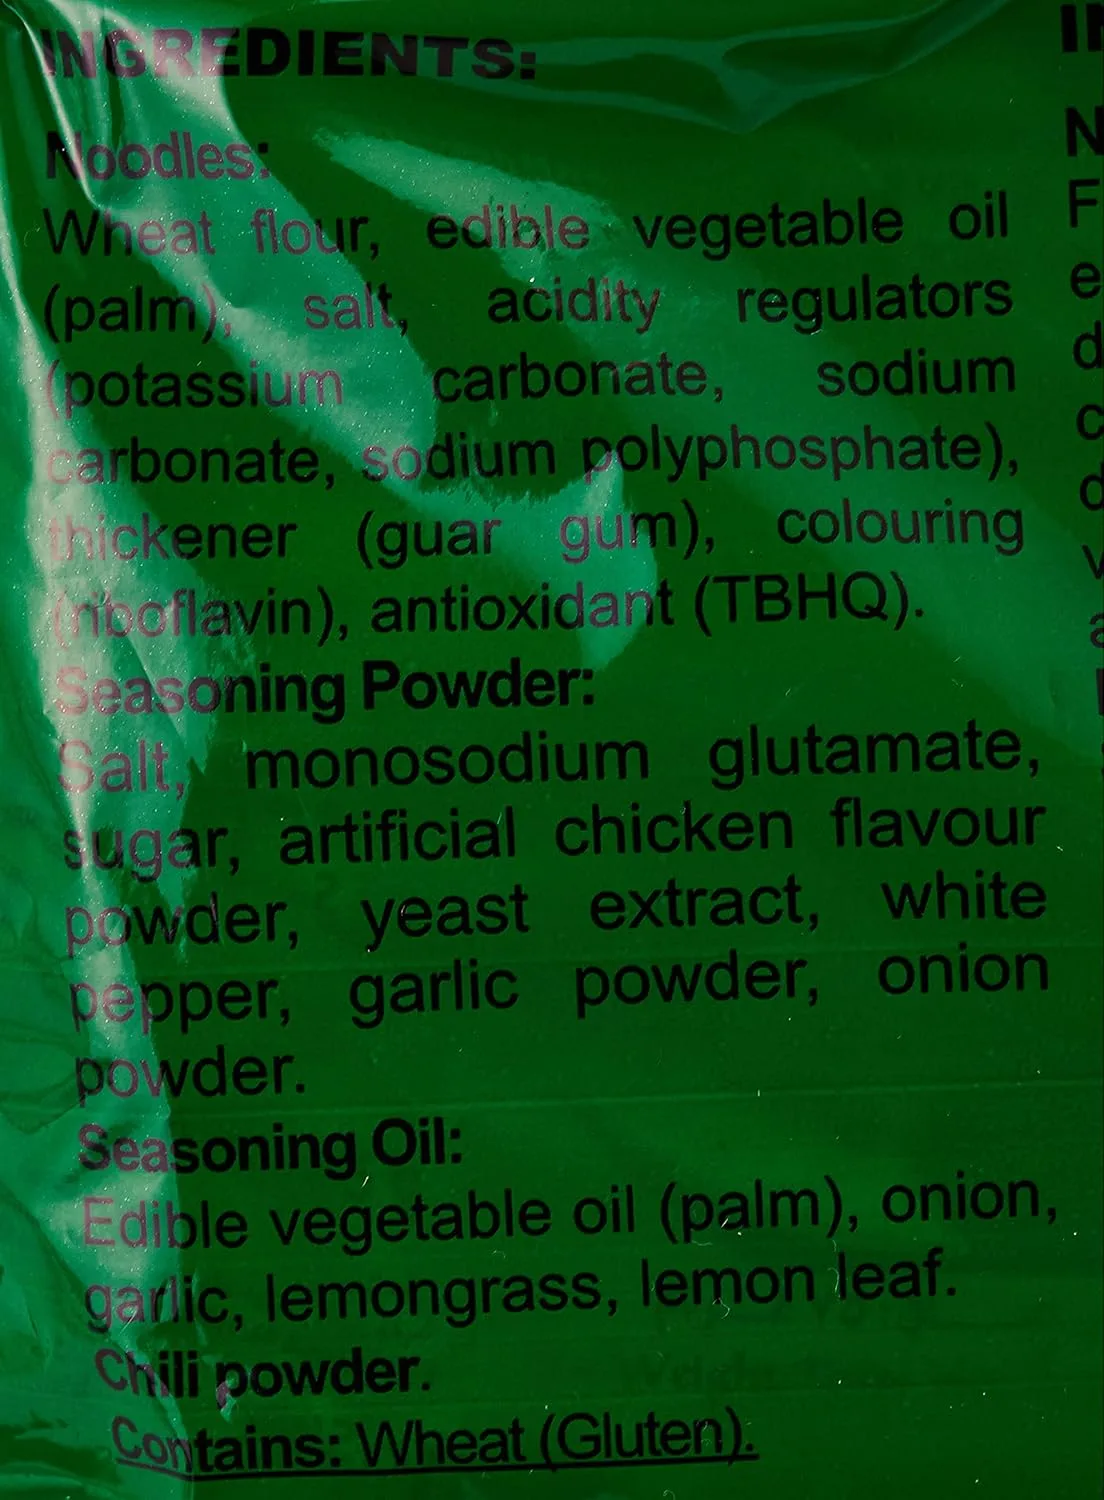 INGREDIENTS:
Noodles:
Wheat flour, edible vegetable oil
(palm), salt, acidity regulators
(potassium carbonate, sodium
carbonate, sodium polyphosphate),
thickener (guar gum), colouring
(riboflavin), antioxidant (TBHQ).
Seasoning Powder:
Salt, monosodium glutamate,
sugar, artificial chicken flavour
powder, yeast extract, white
pepper, garlic powder, onion
powder.
Seasoning Oil:
Edible vegetable oil (palm), onion,
garlic, lemongrass, lemon leaf.
Chili powder.
Contains: Wheat (Gluten).